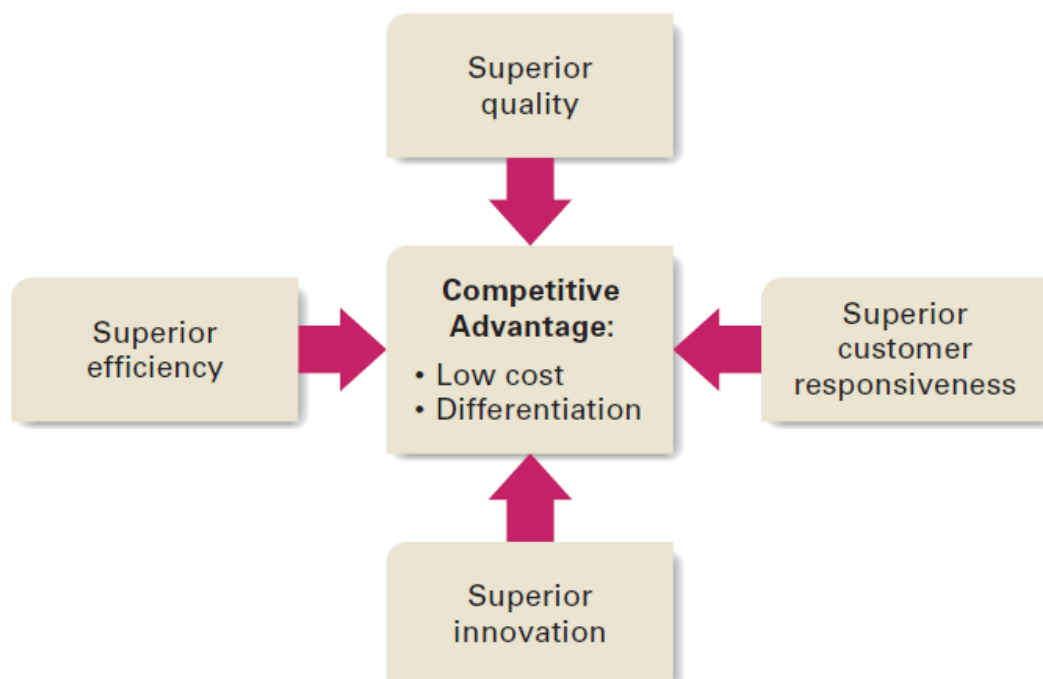 Superior
quality
Superior
efficiency
Competitive
Advantage:
• Low cost
• Differentiation
Superior
customer
responsiveness
Superior
innovation